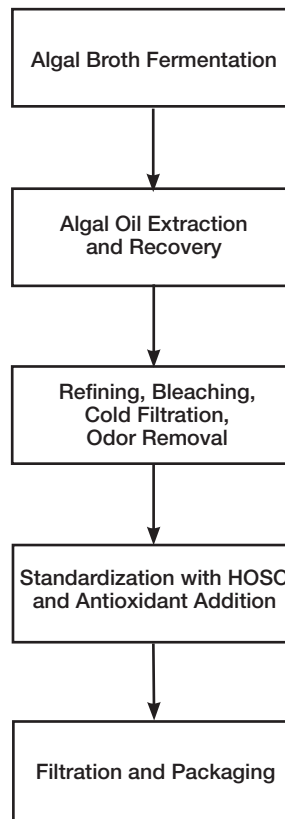 Algal Broth Fermentation
Algal Oil Extraction
and Recovery
Refining, Bleaching,
Cold Filtration,
Odor Removal
Standardization with HOSO
and Antioxidant Addition
Filtration and Packaging